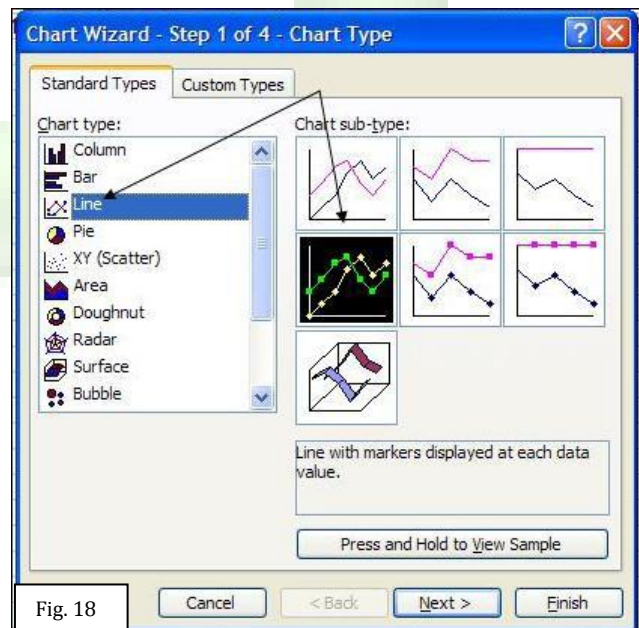 Chart Wizard - Step 1 of 4 - Chart Type
Standard Types
Custom Types
Chart type:
Column
Bar
Line
Pie
XY (Scatter)
Area
Doughnut
Radar
Surface
Bubble
Chart sub-type:
Line with markers displayed at each data
value.
Press and Hold to View Sample
Fig. 18
Cancel
< Back
Next >
Finish